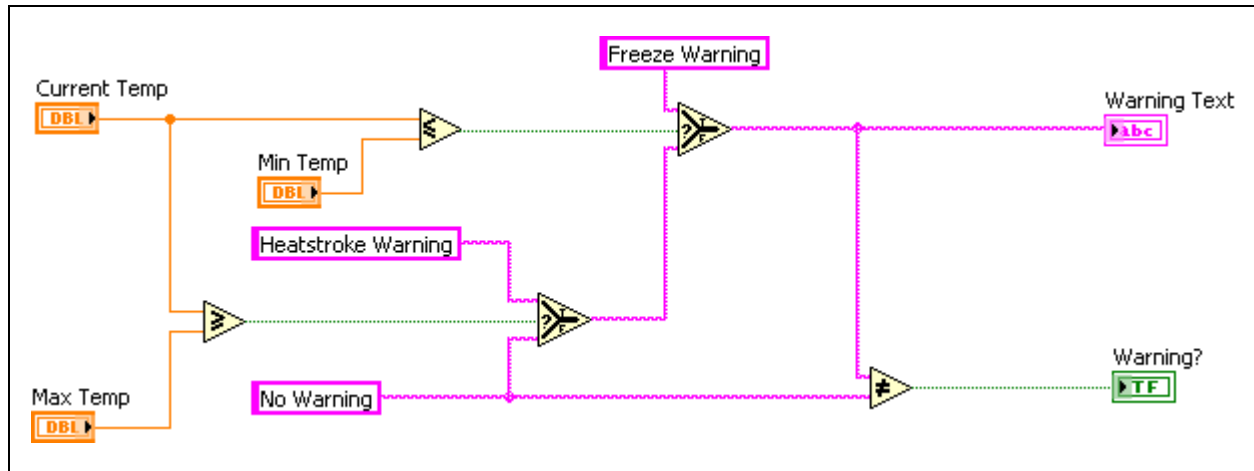 Freeze Warning
Current Temp
DBL
Warning Text
abc
≤
?
T
F
Min Temp
DBL
Heatstroke Warning
≥
?
T
F
Warning?
TF
Max Temp
DBL
No Warning
≠